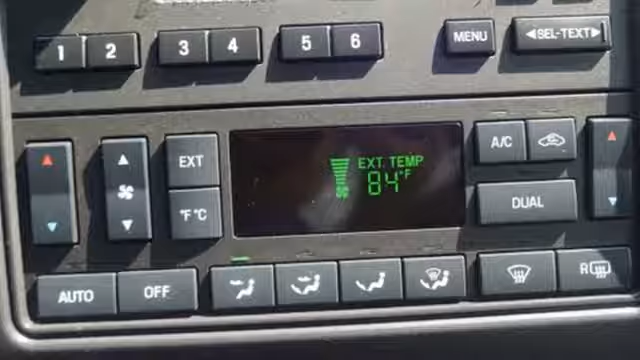 1 2 3 4 5 6 MENU ◄SEL-TEXT►
EXT EXT. TEMP A/C
°F °C 84°F DUAL
AUTO OFF R